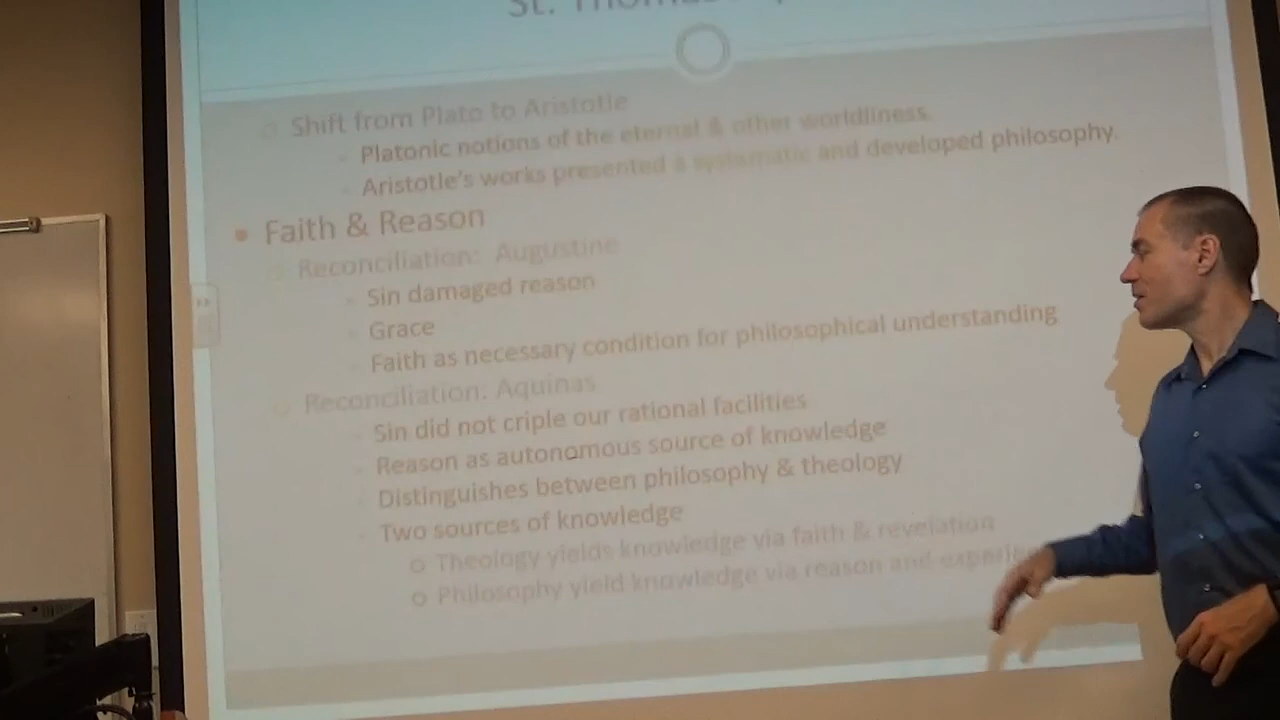 St. Thomas
Shift from Plato to Aristotle
Platonic notions of the eternal & other worldliness.
Aristotle's works presented a systematic and developed philosophy.
Faith & Reason
Reconciliation: Augustine
Sin damaged reason
Grace
Faith as necessary condition for philosophical understanding
Reconciliation: Aquinas
Sin did not criple our rational facilities
Reason as autonomous source of knowledge
Distinguishes between philosophy & theology
Two sources of knowledge
Theology yields knowledge via faith & revelation
Philosophy yield knowledge via reason and